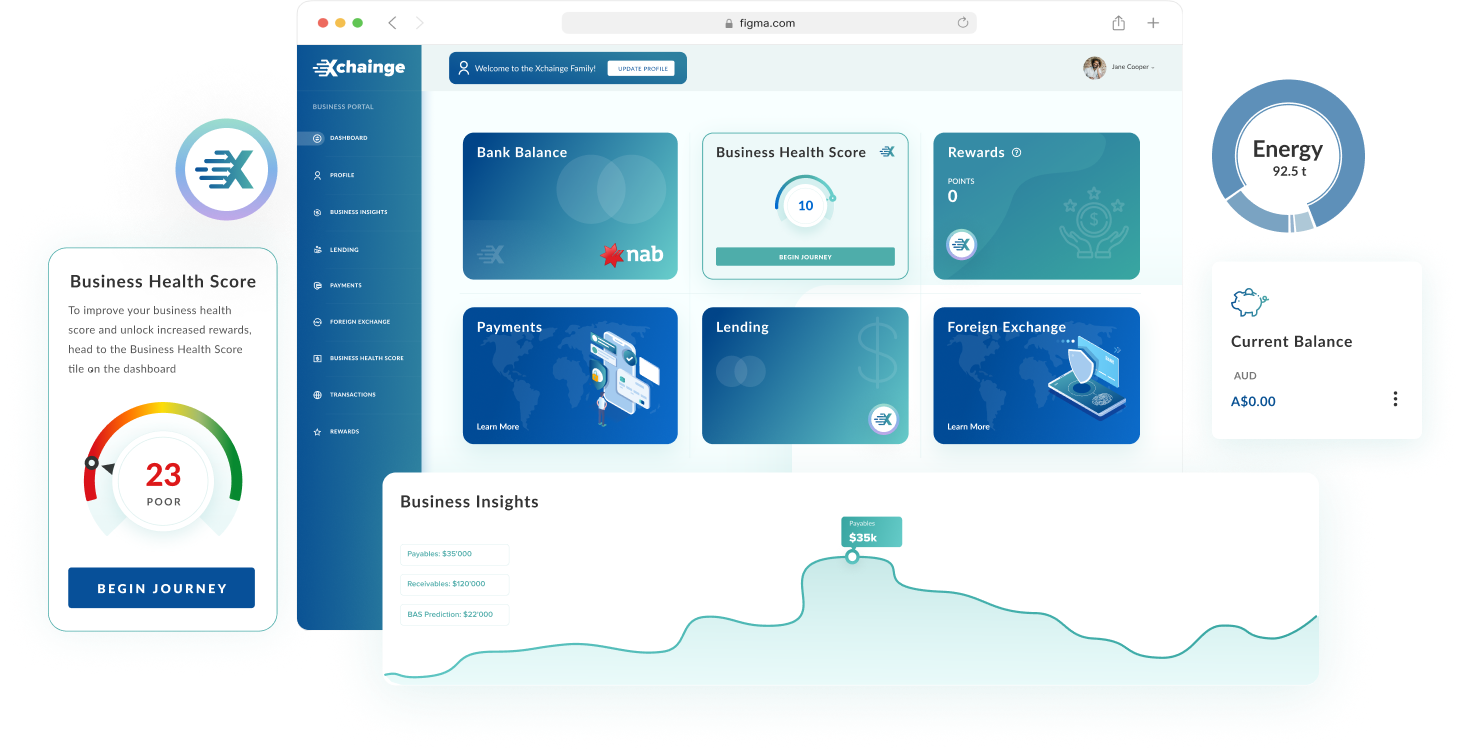 figma.com
Xchainge
Welcome to the Xchainge Family!
UPDATE PROFILE
Jane Cooper
BUSINESS PORTAL
DASHBOARD
PROFILE
BUSINESS INSIGHTS
LENDING
PAYMENTS
FOREIGN EXCHANGE
BUSINESS HEALTH SCORE
TRANSACTIONS
REWARDS
Bank Balance
nab
Business Health Score
10
BEGIN JOURNEY
Rewards ?
POINTS
0
$
Payments
Learn More
Lending
$
Foreign Exchange
Learn More
X
Business Health Score
To improve your business health
score and unlock increased rewards,
head to the Business Health Score
tile on the dashboard
23
POOR
BEGIN JOURNEY
Energy
92.5 t
Current Balance
AUD
A$0.00
Business Insights
Payables: $35'000
Receivables: $120'000
BAS Prediction: $22'000
Payables
$35k